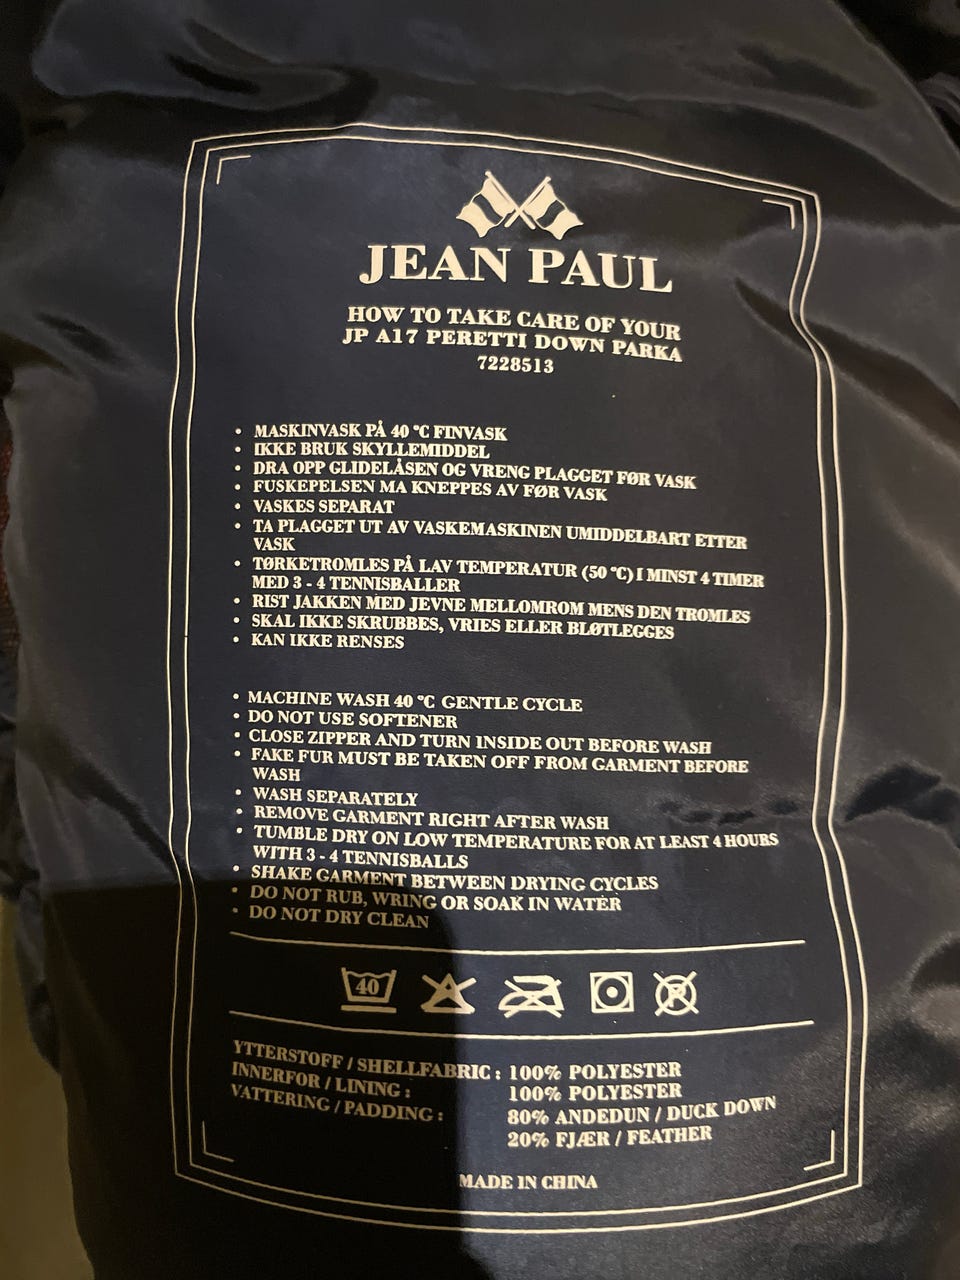 JEAN PAUL
HOW TO TAKE CARE OF YOUR
JP A17 PERETTI DOWN PARKA
7228513
• MASKINVASK PÅ 40 °C FINVASK
• IKKE BRUK SKYLLEMIDDEL
• DRA OPP GLIDELÅSEN OG VRENG PLAGGET FØR VASK
• FUSKEPELSEN MA KNEPPES AV FØR VASK
• VASKES SEPARAT
• TA PLAGGET UT AV VASKEMASKINEN UMIDDELBART ETTER
VASK
• TØRKETROMLES PÅ LAV TEMPERATUR (50 °C) I MINST 4 TIMER
MED 3 - 4 TENNISBALLER
• RIST JAKKEN MED JEVNE MELLOMROM MENS DEN TROMLES
• SKAL IKKE SKRUBBES, VRIES ELLER BLØTLEGGES
• KAN IKKE RENSES
• MACHINE WASH 40 °C GENTLE CYCLE
• DO NOT USE SOFTENER
• CLOSE ZIPPER AND TURN INSIDE OUT BEFORE WASH
• FAKE FUR MUST BE TAKEN OFF FROM GARMENT BEFORE
WASH
• WASH SEPARATELY
• REMOVE GARMENT RIGHT AFTER WASH
• TUMBLE DRY ON LOW TEMPERATURE FOR AT LEAST 4 HOURS
WITH 3 - 4 TENNISBALLS
• SHAKE GARMENT BETWEEN DRYING CYCLES
• DO NOT RUB, WRING OR SOAK IN WATER
• DO NOT DRY CLEAN
40
YTTERSTOFF / SHELLFABRIC : 100% POLYESTER
INNERFOR / LINING : 100% POLYESTER
VATTERING / PADDING : 80% ANDEDUN / DUCK DOWN
20% FJÆR / FEATHER
MADE IN CHINA